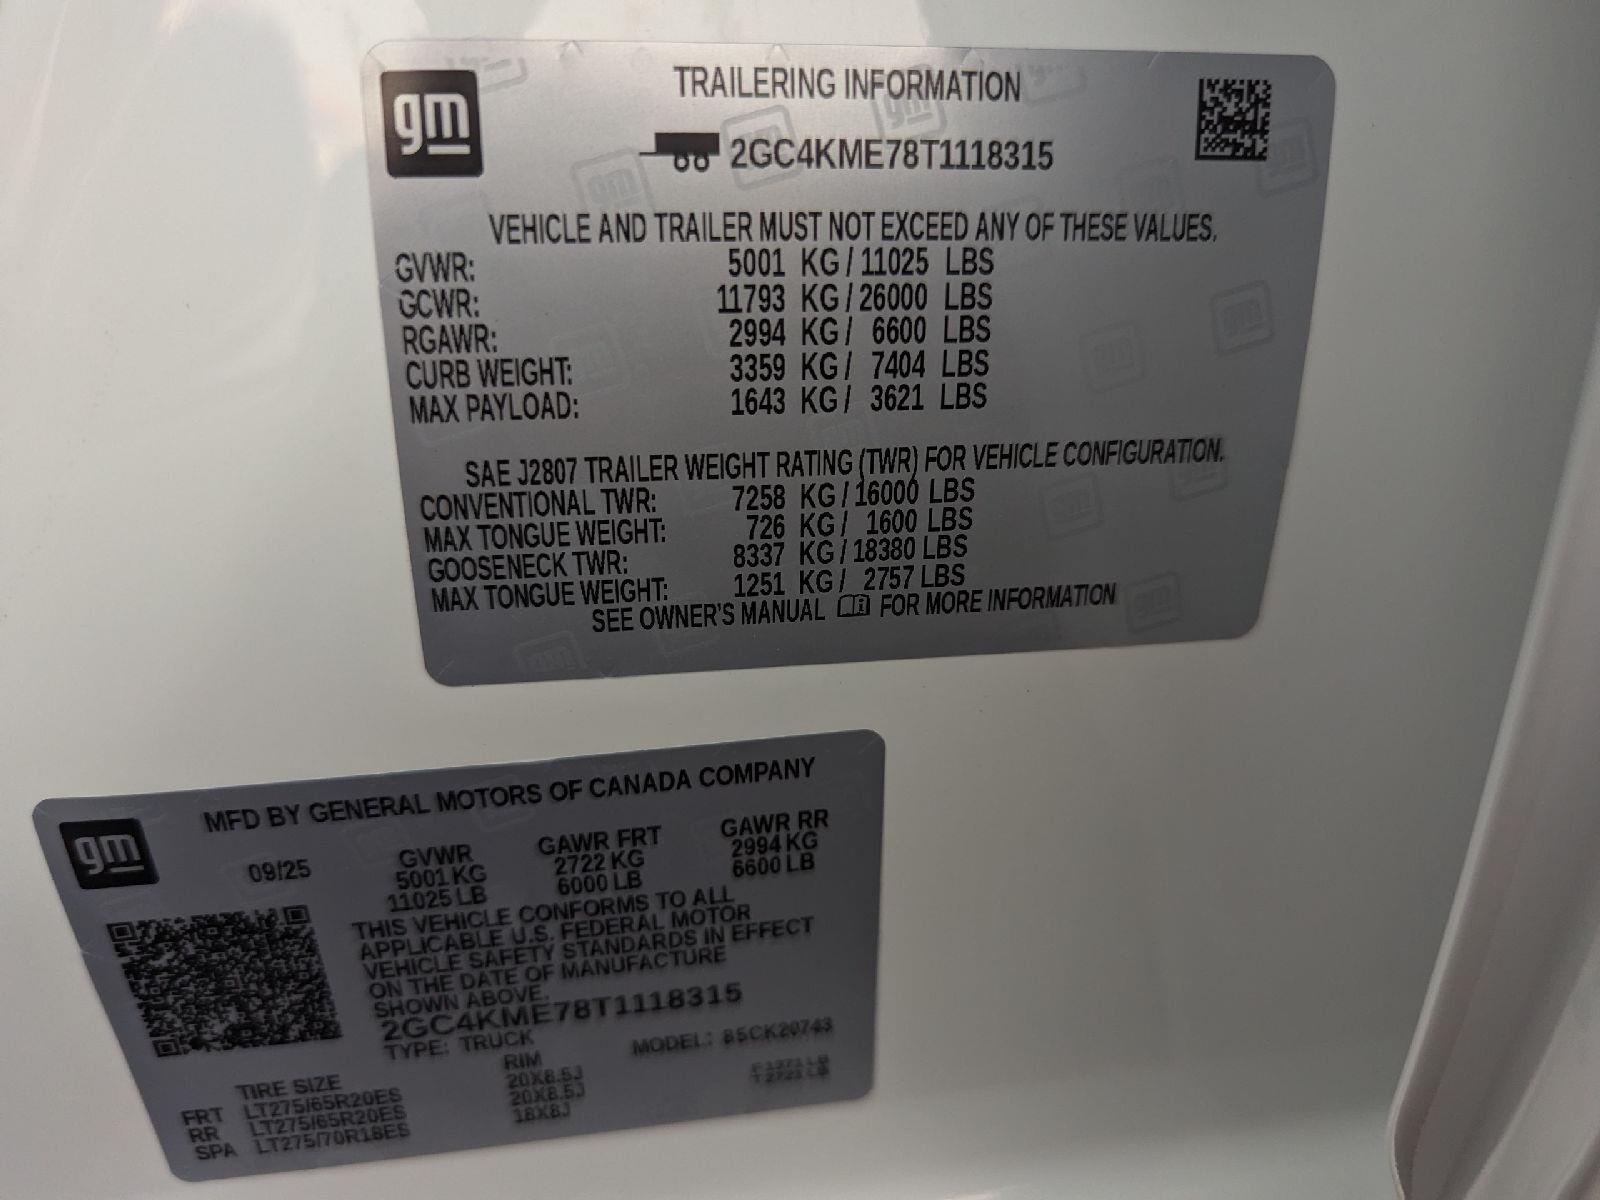 gm
TRAILERING INFORMATION
2GC4KME78T1118315
VEHICLE AND TRAILER MUST NOT EXCEED ANY OF THESE VALUES.
GVWR: 5001 KG / 11025 LBS
GCWR: 11793 KG / 26000 LBS
RGAWR: 2994 KG / 6600 LBS
CURB WEIGHT: 3359 KG / 7404 LBS
MAX PAYLOAD: 1643 KG / 3621 LBS
SAE J2807 TRAILER WEIGHT RATING (TWR) FOR VEHICLE CONFIGURATION.
CONVENTIONAL TWR: 7258 KG / 16000 LBS
MAX TONGUE WEIGHT: 726 KG / 1600 LBS
GOOSENECK TWR: 8337 KG / 18380 LBS
MAX TONGUE WEIGHT: 1251 KG / 2757 LBS
SEE OWNER'S MANUAL FOR MORE INFORMATION
gm
MFD BY GENERAL MOTORS OF CANADA COMPANY
09/25 GVWR GAWR FRT GAWR RR
5001 KG 2722 KG 2994 KG
11025 LB 6000 LB 6600 LB
THIS VEHICLE CONFORMS TO ALL
APPLICABLE U.S. FEDERAL MOTOR
VEHICLE SAFETY STANDARDS IN EFFECT
ON THE DATE OF MANUFACTURE
SHOWN ABOVE.
2GC4KME78T1118315
TYPE: TRUCK MODEL: 85CK20743
TIRE SIZE RIM
FRT LT275/65R20ES 20X8.5J
RR LT275/65R20ES 20X8.5J
SPA LT275/70R18ES 18X8J